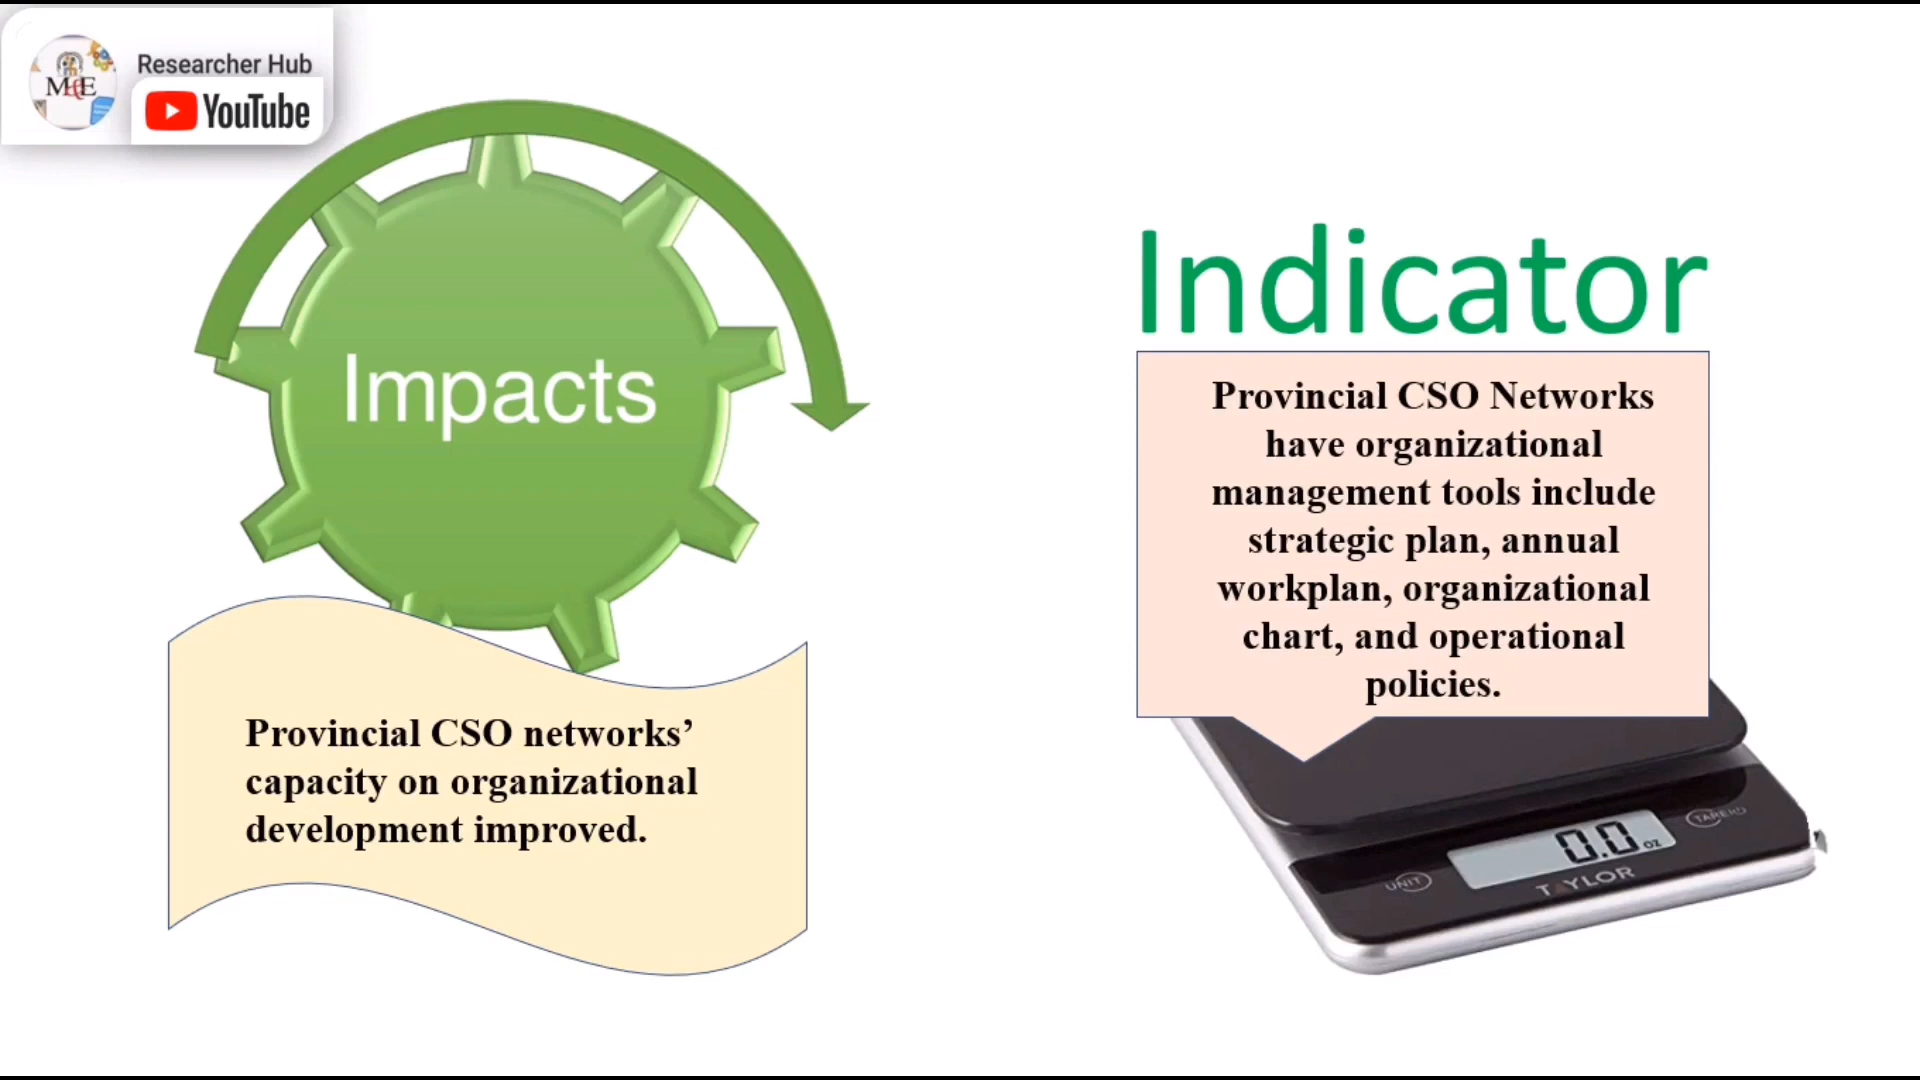 M&E
Researcher Hub
YouTube
Impacts
Provincial CSO networks’
capacity on organizational
development improved.
Indicator
Provincial CSO Networks
have organizational
management tools include
strategic plan, annual
workplan, organizational
chart, and operational
policies.
0.0 oz
UNIT
TAYLOR